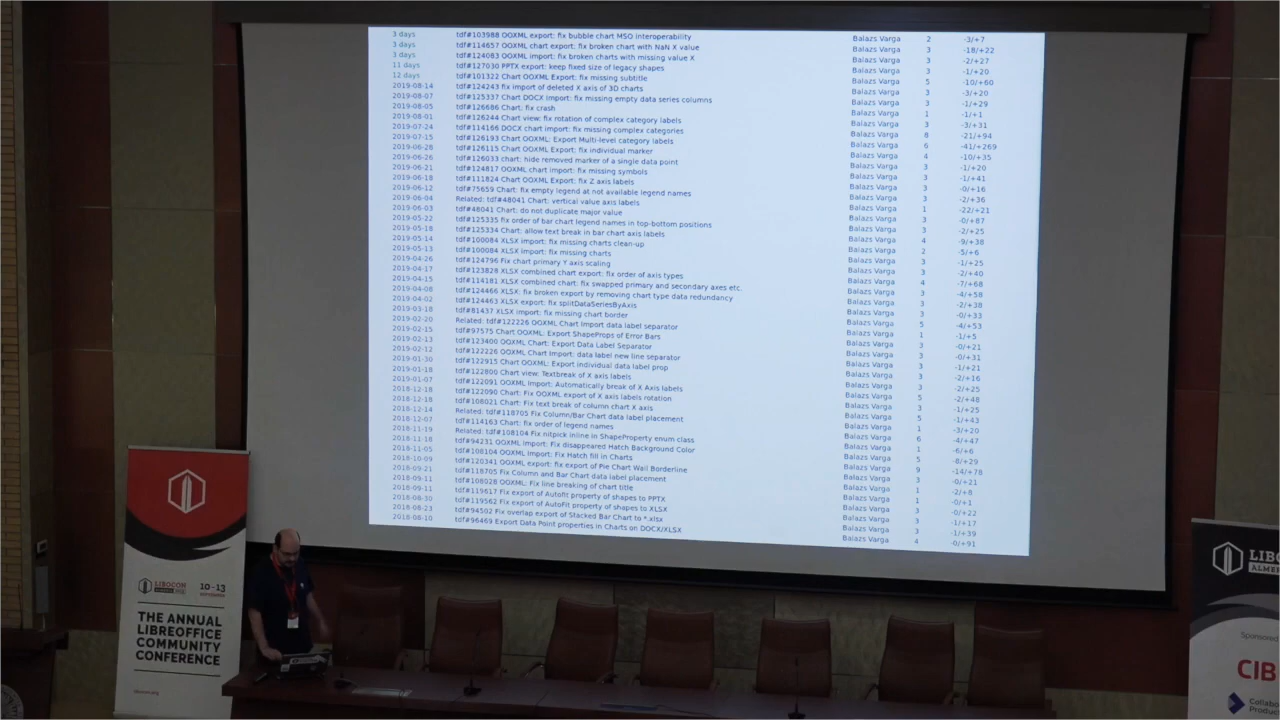 3 days tdf#103988 OOXML export: fix bubble chart MSO interoperability Balazs Varga 2 -3/+7
3 days tdf#114657 OOXML chart export: fix broken chart with NaN X value Balazs Varga 3 -18/+22
3 days tdf#124083 OOXML import: fix broken charts with missing value X Balazs Varga 3 -2/+27
11 days tdf#127030 PPTX export: keep fixed size of legacy shapes Balazs Varga 3 -1/+20
12 days tdf#101322 Chart OOXML Export: fix missing subtitle Balazs Varga 5 -10/+60
2019-08-14 tdf#124243 fix import of deleted X axis of 3D charts Balazs Varga 3 -3/+20
2019-08-07 tdf#125337 Chart DOCX Import: fix missing empty data series columns Balazs Varga 3 -1/+29
2019-08-05 tdf#126686 Chart: fix crash Balazs Varga 1 -1/+1
2019-08-01 tdf#126244 Chart view: fix rotation of complex category labels Balazs Varga 3 -3/+31
2019-07-24 tdf#114166 DOCX chart import: fix missing complex categories Balazs Varga 8 -21/+94
2019-07-15 tdf#126193 Chart OOXML: Export Multi-level category labels Balazs Varga 6 -41/+269
2019-06-28 tdf#126115 Chart OOXML Export: fix individual marker Balazs Varga 4 -10/+35
2019-06-26 tdf#126033 chart: hide removed marker of a single data point Balazs Varga 3 -1/+20
2019-06-21 tdf#124817 OOXML chart import: fix missing symbols Balazs Varga 3 -1/+41
2019-06-18 tdf#111824 Chart OOXML Export: fix Z axis labels Balazs Varga 3 -0/+16
2019-06-12 tdf#75659 Chart: fix empty legend at not available legend names Balazs Varga 3 -2/+36
2019-06-04 Related: tdf#48041 Chart: vertical value axis labels Balazs Varga 1 -22/+21
2019-06-03 tdf#48041 Chart: do not duplicate major value Balazs Varga 3 -0/+87
2019-05-22 tdf#125335 fix order of bar chart legend names in top-bottom positions Balazs Varga 3 -2/+25
2019-05-18 tdf#125334 Chart: allow text break in bar chart axis labels Balazs Varga 4 -9/+38
2019-05-14 tdf#100084 XLSX import: fix missing charts clean-up Balazs Varga 2 -5/+6
2019-05-13 tdf#100084 XLSX import: fix missing charts Balazs Varga 3 -1/+25
2019-04-26 tdf#124796 Fix chart primary Y axis scaling Balazs Varga 3 -2/+40
2019-04-17 tdf#123828 XLSX combined chart export: fix order of axis types Balazs Varga 4 -7/+68
2019-04-15 tdf#114181 XLSX combined chart: fix swapped primary and secondary axes etc. Balazs Varga 3 -4/+58
2019-04-08 tdf#124466 XLSX: fix broken export by removing chart type data redundancy Balazs Varga 3 -2/+38
2019-04-02 tdf#124463 XLSX export: fix splitDataSeriesByAxis Balazs Varga 3 -0/+33
2019-03-18 tdf#81437 XLSX import: fix missing chart border Balazs Varga 5 -4/+53
2019-02-20 Related: tdf#122226 OOXML Chart Import data label separator Balazs Varga 1 -1/+5
2019-02-15 tdf#97575 Chart OOXML: Export ShapeProps of Error Bars Balazs Varga 3 -0/+21
2019-02-13 tdf#123400 OOXML Chart: Export Data Label Separator Balazs Varga 3 -0/+31
2019-02-12 tdf#122226 OOXML Chart Import: data label new line separator Balazs Varga 3 -1/+21
2019-01-30 tdf#122915 Chart OOXML: Export individual data label prop Balazs Varga 3 -2/+16
2019-01-18 tdf#122800 Chart view: Textbreak of X axis labels Balazs Varga 3 -2/+25
2019-01-07 tdf#122091 OOXML Import: Automatically break of X Axis labels Balazs Varga 5 -2/+48
2018-12-18 tdf#122090 Chart: Fix OOXML export of X axis labels rotation Balazs Varga 3 -1/+25
2018-12-18 tdf#108021 Chart: Fix text break of column chart X axis Balazs Varga 5 -1/+43
2018-12-14 Related: tdf#118705 Fix Column/Bar Chart data label placement Balazs Varga 1 -3/+20
2018-12-07 tdf#114163 Chart: fix order of legend names Balazs Varga 6 -4/+47
2018-11-19 Related: tdf#108104 Fix nitpick inline in ShapeProperty enum class Balazs Varga 1 -6/+6
2018-11-18 tdf#94231 OOXML import: Fix disappeared Hatch Background Color Balazs Varga 5 -8/+29
2018-11-05 tdf#108104 OOXML Import: Fix Hatch fill in Charts Balazs Varga 9 -14/+78
2018-10-09 tdf#120341 OOXML export: fix export of Pie Chart Wall Borderline Balazs Varga 3 -0/+21
2018-09-21 tdf#118705 Fix Column and Bar Chart data label placement Balazs Varga 1 -2/+8
2018-09-11 tdf#108028 OOXML: Fix line breaking of chart title Balazs Varga 1 -0/+1
2018-09-11 tdf#119617 Fix export of Autofit property of shapes to PPTX Balazs Varga 3 -0/+22
2018-08-30 tdf#119562 Fix export of AutoFit property of shapes to XLSX Balazs Varga 3 -1/+17
2018-08-23 tdf#94502 Fix overlap export of Stacked Bar Chart to *.xlsx Balazs Varga 3 -1/+39
2018-08-10 tdf#96469 Export Data Point properties in Charts on DOCX/XLSX Balazs Varga 4 -0/+91
LIBOCON
10-13
THE ANNUAL
LIBREOFFICE
COMMUNITY
CONFERENCE
LIBO
ALMER
Sponsored
CIB
Collabo
Produc